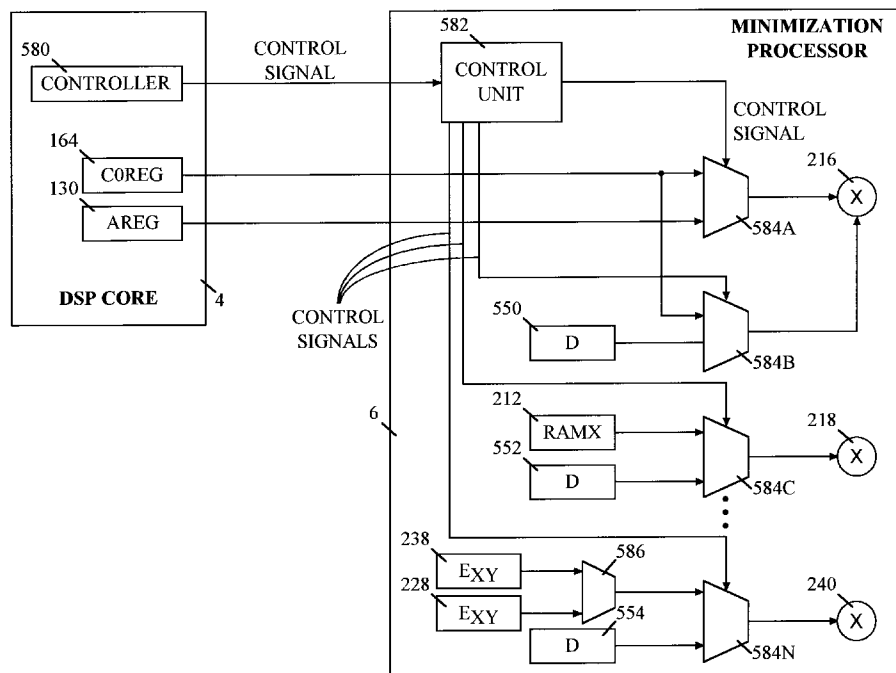 MINIMIZATION
PROCESSOR
580
CONTROLLER
CONTROL
SIGNAL
582
CONTROL
UNIT
CONTROL
SIGNAL
164
C0REG
130
AREG
DSP CORE
4
216
X
584A
CONTROL
SIGNALS
550
D
584B
6
212
RAMX
552
D
218
X
584C
238
EXY
228
EXY
586
554
D
240
X
584N